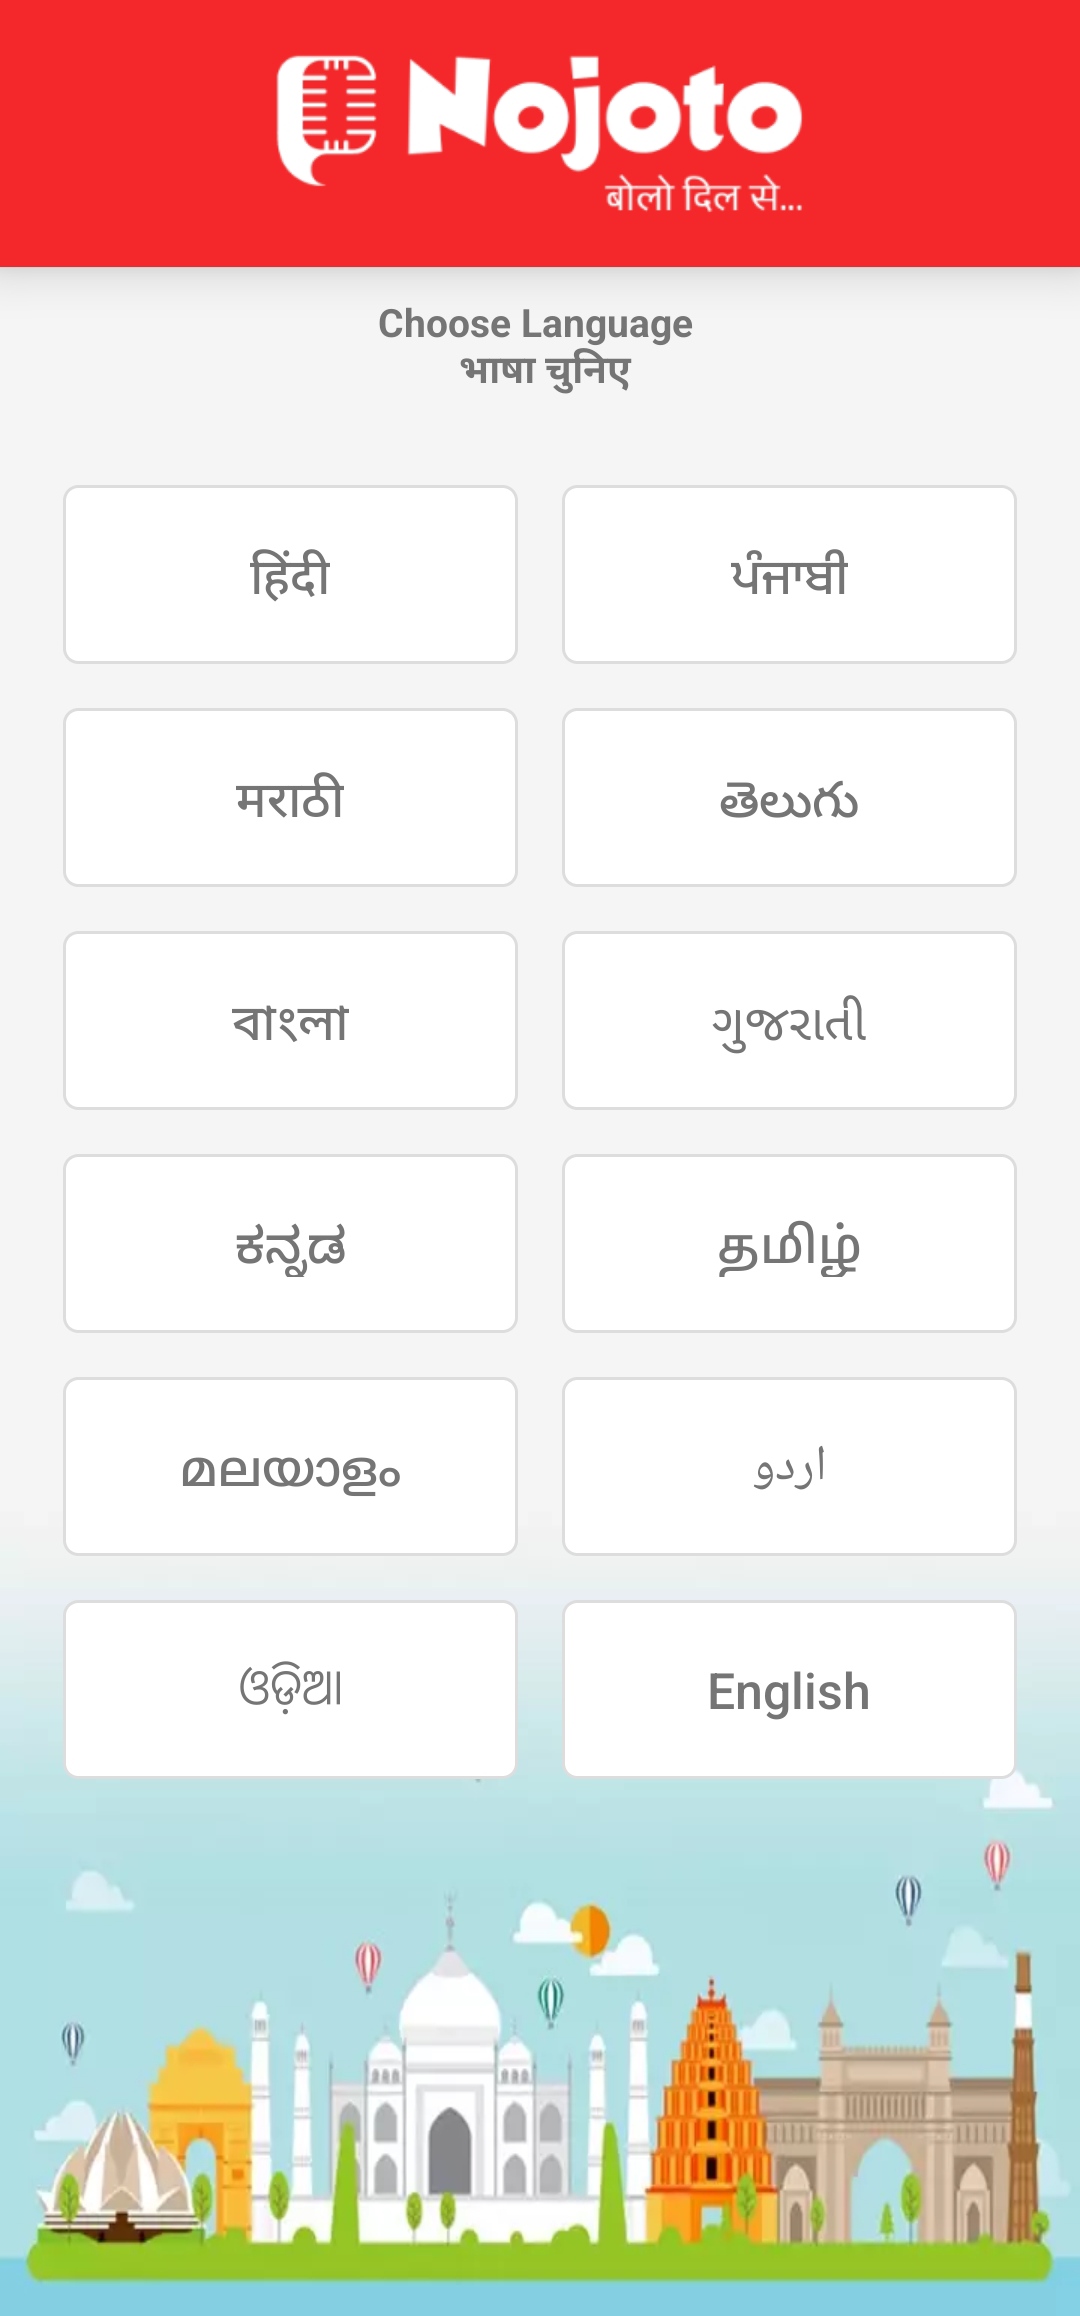 Nojoto
बोलो दिल से...
Choose Language
भाषा चुनिए
हिंदी
ਪੰਜਾਬੀ
मराठी
తెలుగు
বাংলা
ગુજરાતી
ಕನ್ನಡ
தமிழ்
മലയാളം
اردو
ଓଡ଼ିଆ
English